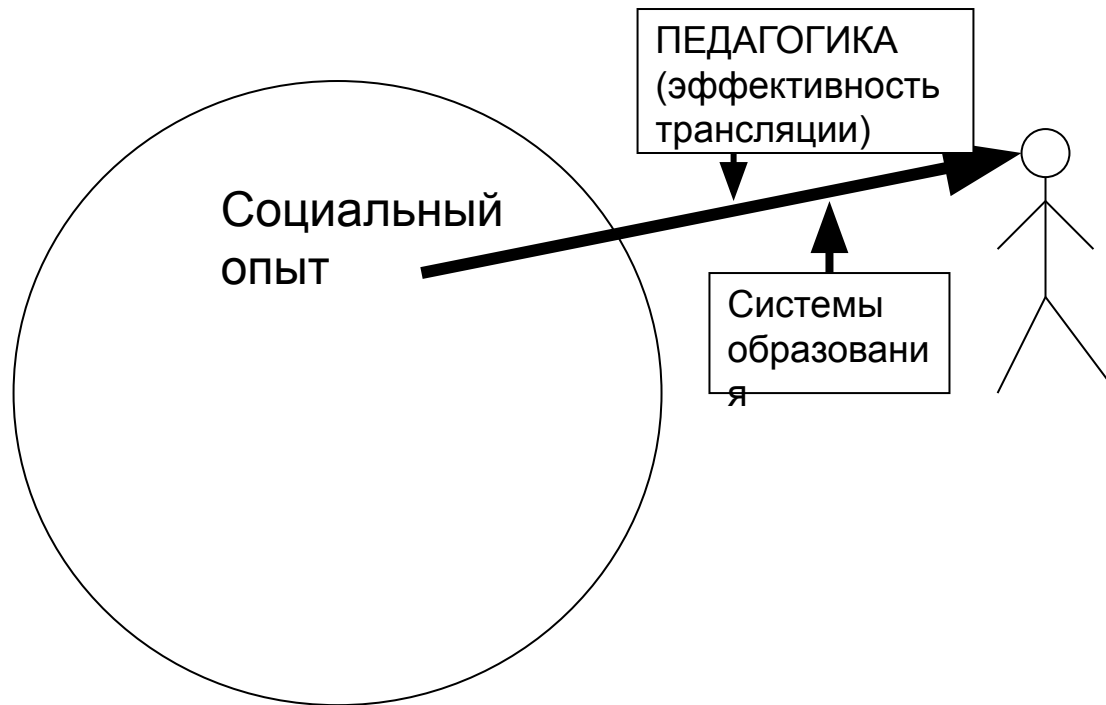 ПЕДАГОГИКА
(эффективность
трансляции)
Социальный
опыт
Системы
образовани
я